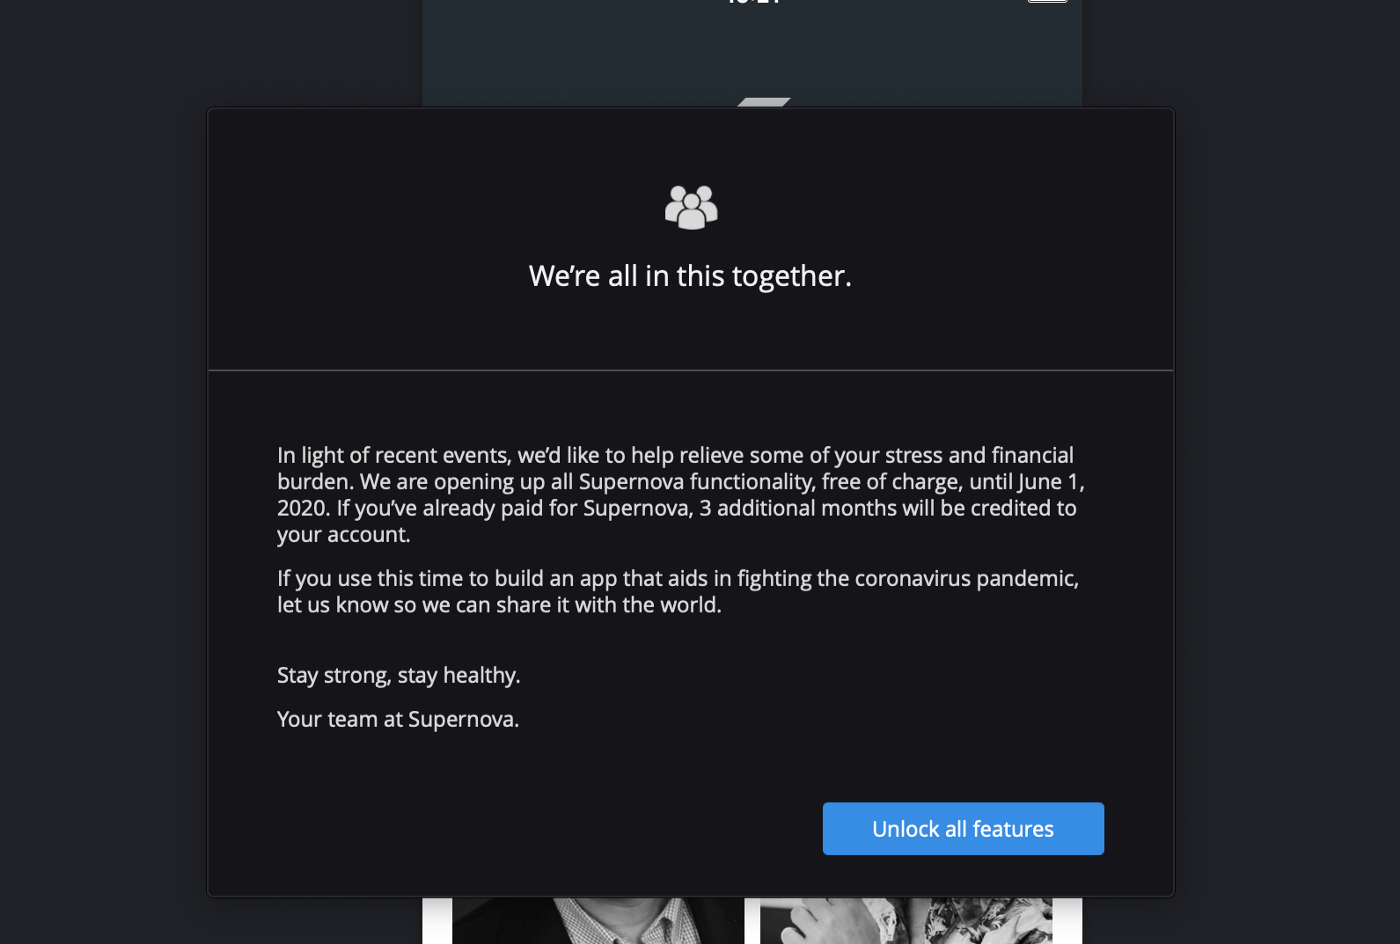 We’re all in this together.
In light of recent events, we’d like to help relieve some of your stress and financial
burden. We are opening up all Supernova functionality, free of charge, until June 1,
2020. If you’ve already paid for Supernova, 3 additional months will be credited to
your account.
If you use this time to build an app that aids in fighting the coronavirus pandemic,
let us know so we can share it with the world.
Stay strong, stay healthy.
Your team at Supernova.
Unlock all features